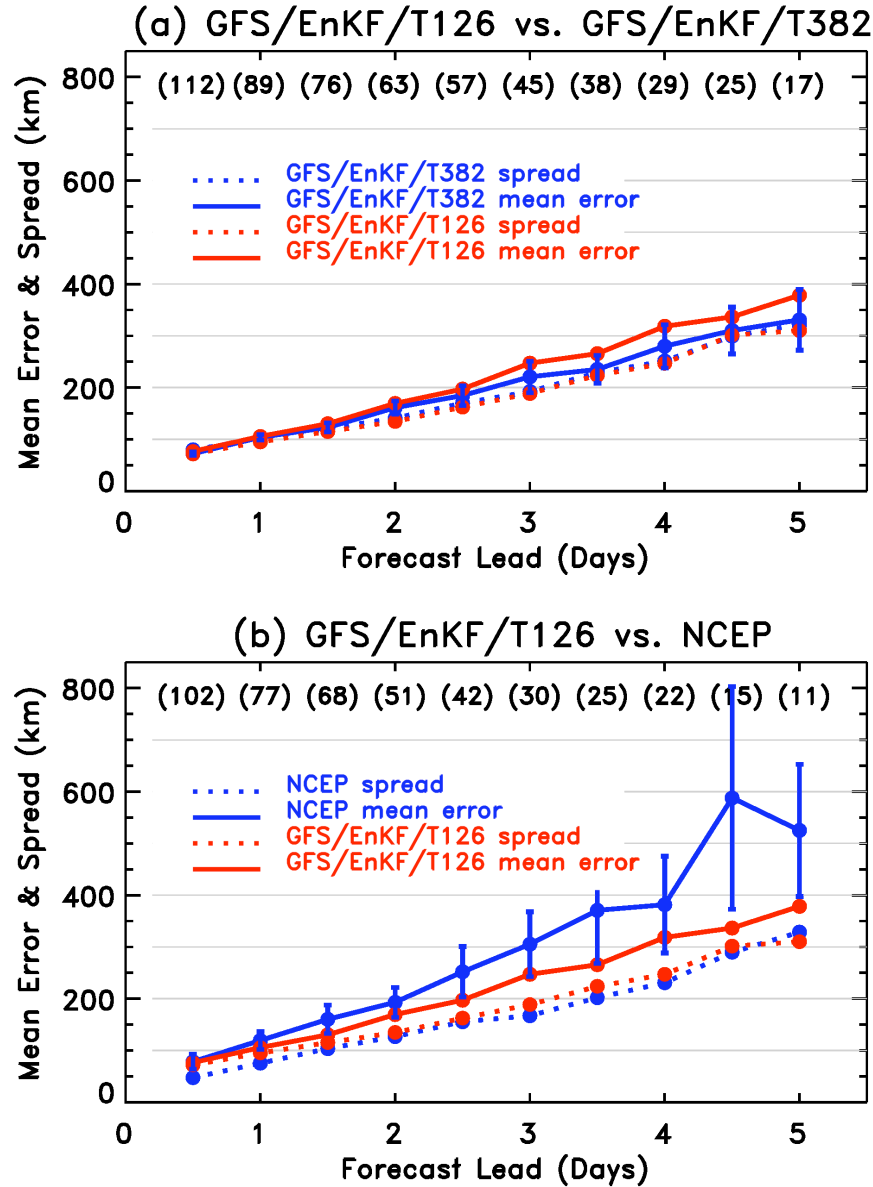 (a) GFS/EnKF/T126 vs. GFS/EnKF/T382
800
(112) (89) (76) (63) (57) (45) (38) (29) (25) (17)
GFS/EnKF/T382 spread
600
GFS/EnKF/T382 mean error
GFS/EnKF/T126 spread
GFS/EnKF/T126 mean error
400
200
0
Mean Error & Spread (km)
0 1 2 3 4 5
Forecast Lead (Days)
(b) GFS/EnKF/T126 vs. NCEP
800
(102) (77) (68) (51) (42) (30) (25) (22) (15) (11)
NCEP spread
600
NCEP mean error
GFS/EnKF/T126 spread
GFS/EnKF/T126 mean error
400
200
0
Mean Error & Spread (km)
0 1 2 3 4 5
Forecast Lead (Days)